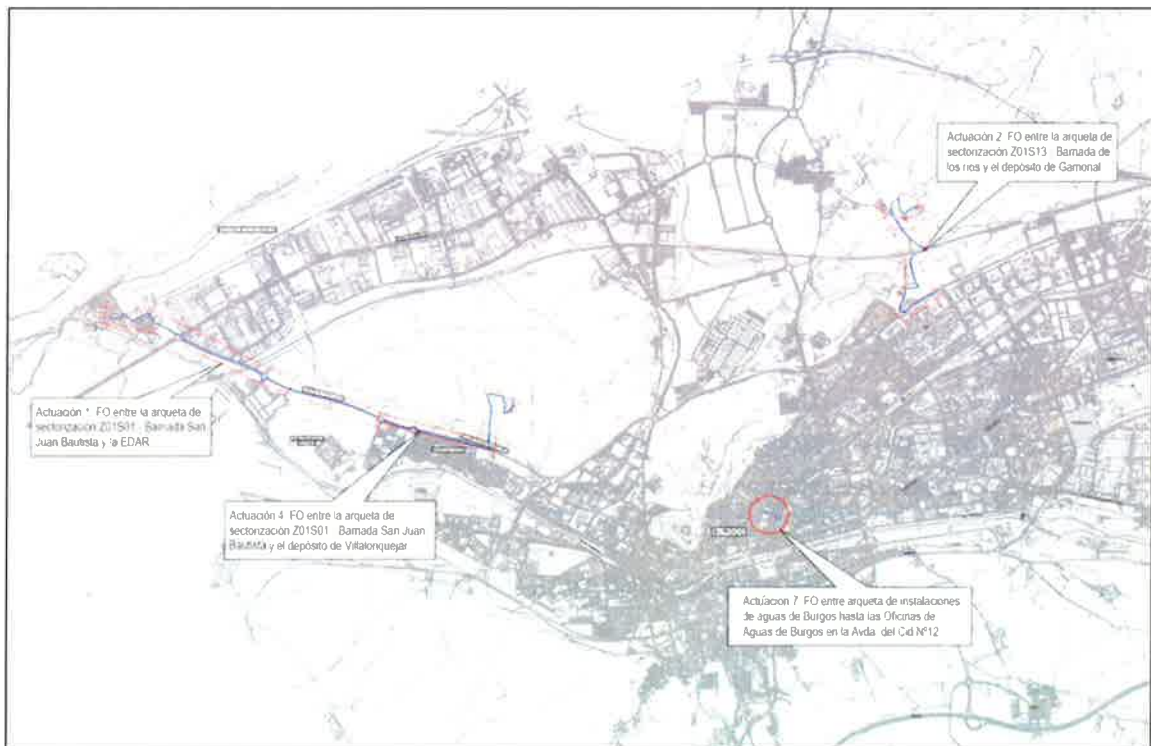 Actuación 2 FO entre la arqueta de
sectorización Z01S13 - Barriada de
los rios y el depósito de Gamonal
Actuación 1 FO entre la arqueta de
sectorización Z01S01 - Barriada San
Juan Bautista y la EDAR
Actuación 4 FO entre la arqueta de
sectorización Z01S01 - Barriada San Juan
Bautista y el depósito de Villalonquejar
Actuacion 7 FO entre arqueta de instalaciones
de aguas de Burgos hasta las Oficinas de
Aguas de Burgos en la Avda. del Cid Nº12